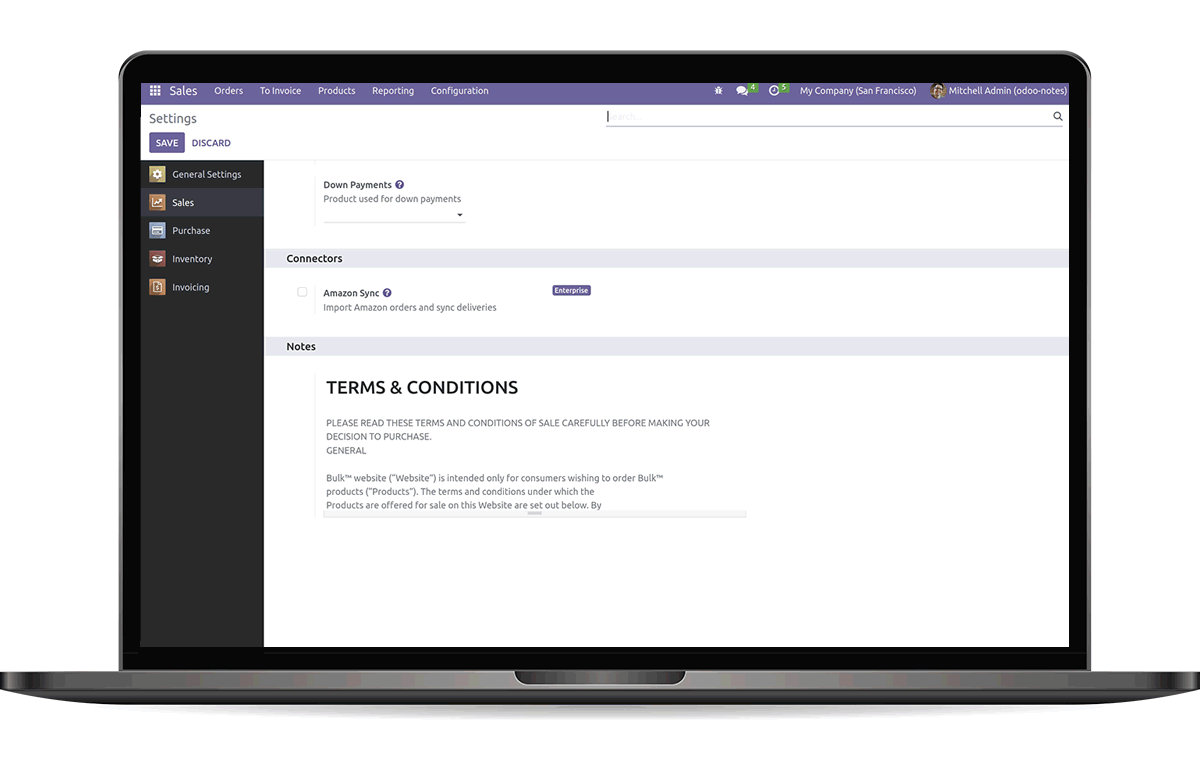 Sales Orders To Invoice Products Reporting Configuration 4 5 My Company (San Francisco) Mitchell Admin (odoo-notes)
Settings
Search...
SAVE DISCARD
General Settings
Sales
Purchase
Inventory
Invoicing
Down Payments ?
Product used for down payments
Connectors
Amazon Sync ? Enterprise
Import Amazon orders and sync deliveries
Notes
TERMS & CONDITIONS
PLEASE READ THESE TERMS AND CONDITIONS OF SALE CAREFULLY BEFORE MAKING YOUR
DECISION TO PURCHASE.
GENERAL
Bulk™ website ("Website") is intended only for consumers wishing to order Bulk™
products ("Products"). The terms and conditions under which the
Products are offered for sale on this Website are set out below. By